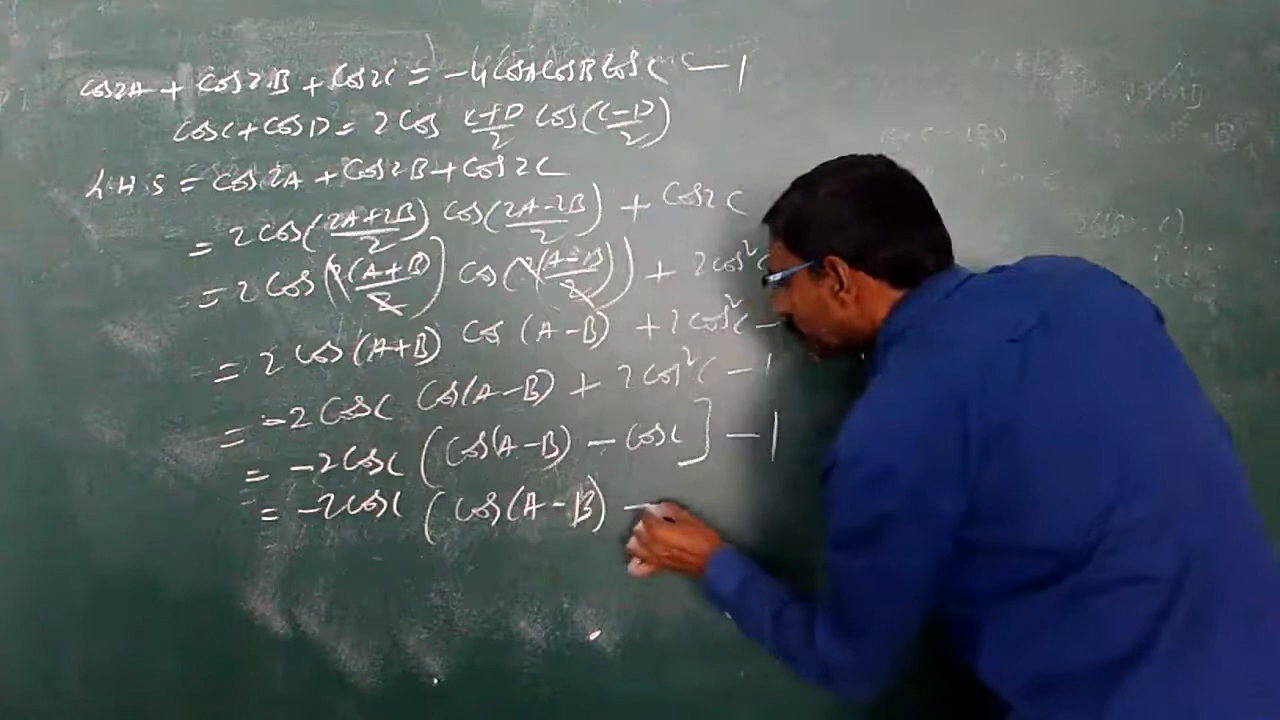 cos2A + cos2B + cos2C = -4cosAcosBcosC - 1
cosC + cosD = 2cos C+D/2 cos(C-D/2)
L.H.S = cos2A + cos2B + cos2C
= 2cos(2A+2B/2) cos(2A-2B/2) + cos2C
= 2cos(2(A+B)/2) cos(2(A-B)/2) + 2cos²C
= 2cos(A+B) cos(A-B) + 2cos²C -
= -2cosC cos(A-B) + 2cos²C - 1
= -2cosC (cos(A-B) - cosC] - 1
= -2cosC (cos(A-B) -